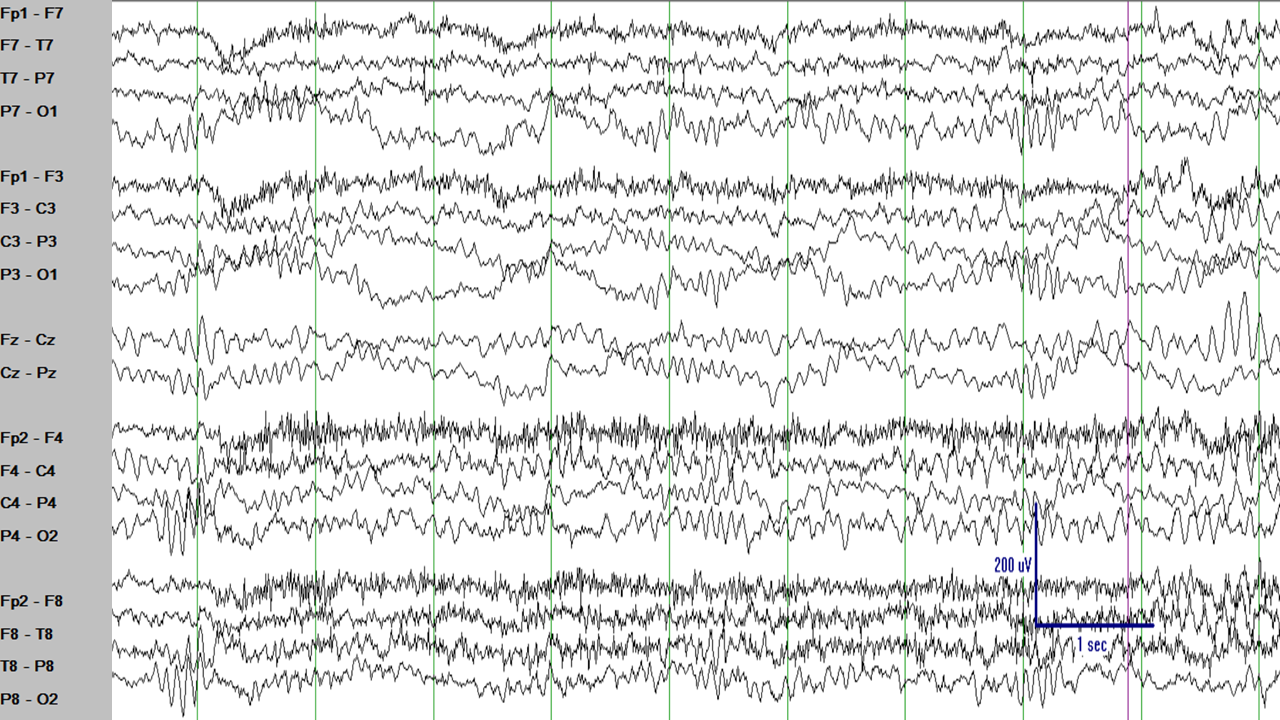 Fp1 - F7
F7 - T7
T7 - P7
P7 - O1
Fp1 - F3
F3 - C3
C3 - P3
P3 - O1
Fz - Cz
Cz - Pz
Fp2 - F4
F4 - C4
C4 - P4
P4 - O2
200 uV
Fp2 - F8
F8 - T8
1 sec
T8 - P8
P8 - O2